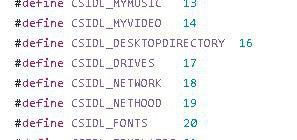 #define CSIDL_MYMUSIC 13
#define CSIDL_MYVIDEO 14
#define CSIDL_DESKTOPDIRECTORY 16
#define CSIDL_DRIVES 17
#define CSIDL_NETWORK 18
#define CSIDL_NETHOOD 19
#define CSIDL_FONTS 20